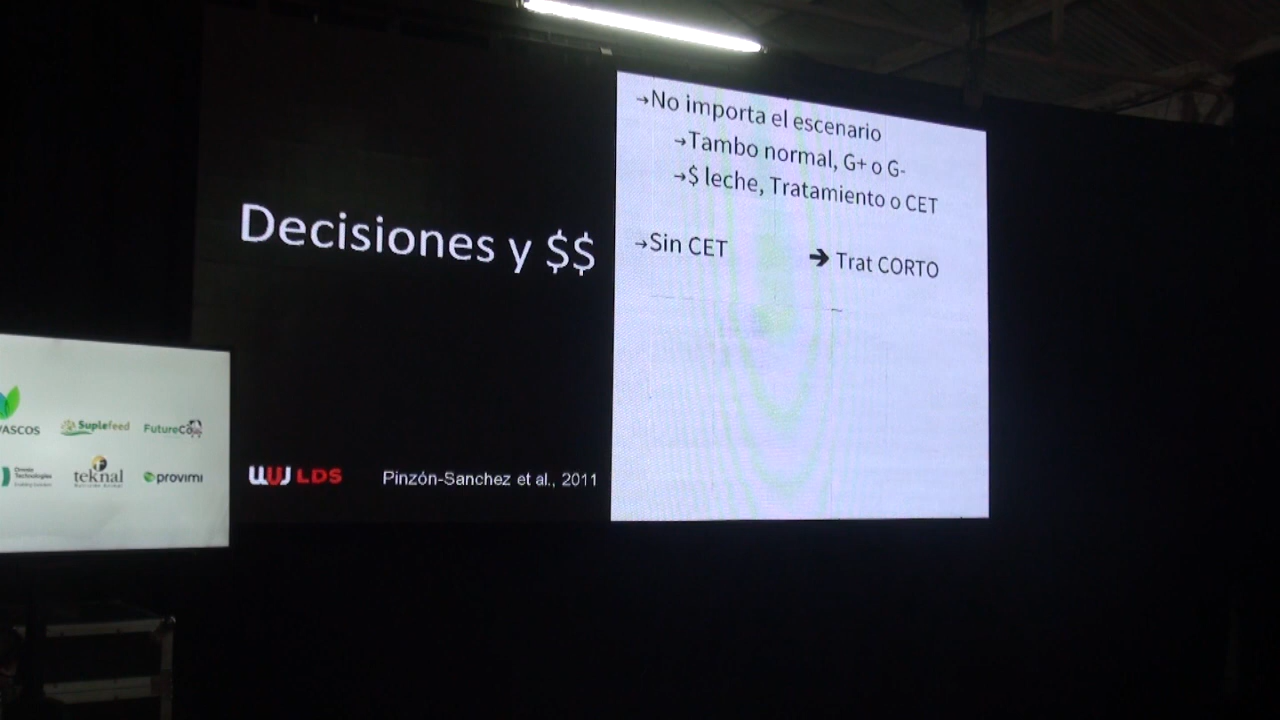 →No importa el escenario
→Tambo normal, G+ o G-
→$ leche, Tratamiento o CET
Decisiones y $$
→Sin CET → Trat CORTO
VASCOS
Suplefeed
FutureCow
teknal
provimi
LDS
Pinzón-Sanchez et al., 2011